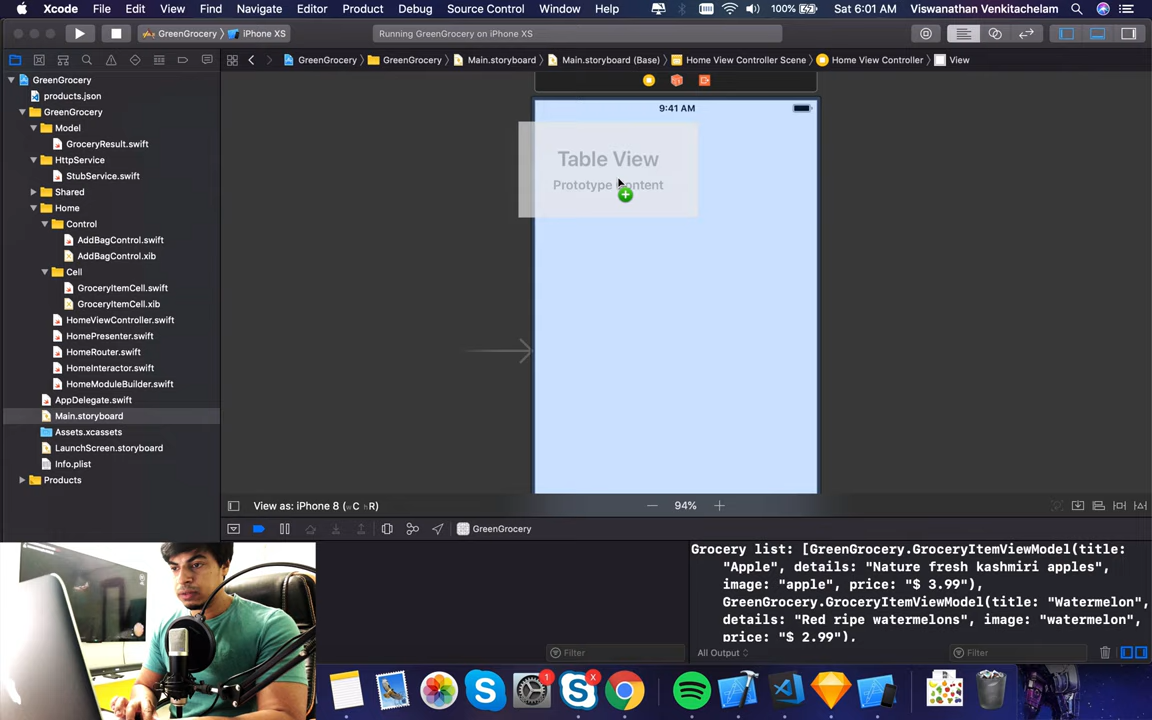 Xcode File Edit View Find Navigate Editor Product Debug Source Control Window Help 100% Sat 6:01 AM Viswanathan Venkitachelam
GreenGrocery iPhone XS Running GreenGrocery on iPhone XS
GreenGrocery GreenGrocery Main.storyboard Main.storyboard (Base) Home View Controller Scene Home View Controller View
GreenGrocery
products.json
GreenGrocery
Model
GroceryResult.swift
HttpService
StubService.swift
Shared
Home
Control
AddBagControl.swift
AddBagControl.xib
Cell
GroceryItemCell.swift
GroceryItemCell.xib
HomeViewController.swift
HomePresenter.swift
HomeRouter.swift
HomeInteractor.swift
HomeModuleBuilder.swift
AppDelegate.swift
Main.storyboard
Assets.xcassets
LaunchScreen.storyboard
Info.plist
Products
9:41 AM
Table View
Prototype Content
View as: iPhone 8 (wC hR) 94%
GreenGrocery
Grocery list: [GreenGrocery.GroceryItemViewModel(title:
"Apple", details: "Nature fresh kashmiri apples",
image: "apple", price: "$ 3.99"),
GreenGrocery.GroceryItemViewModel(title: "Watermelon",
details: "Red ripe watermelons", image: "watermelon",
price: "$ 2.99"),
Filter All Output Filter
1 X